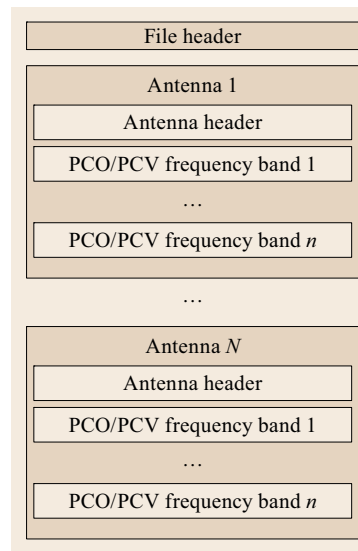 File header
Antenna 1
Antenna header
PCO/PCV frequency band 1
…
PCO/PCV frequency band n
…
Antenna N
Antenna header
PCO/PCV frequency band 1
…
PCO/PCV frequency band n